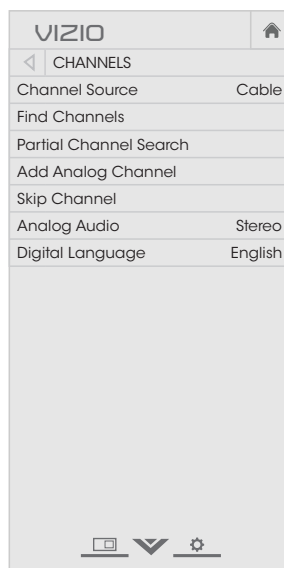 VIZIO
CHANNELS
Channel Source Cable
Find Channels
Partial Channel Search
Add Analog Channel
Skip Channel
Analog Audio Stereo
Digital Language English